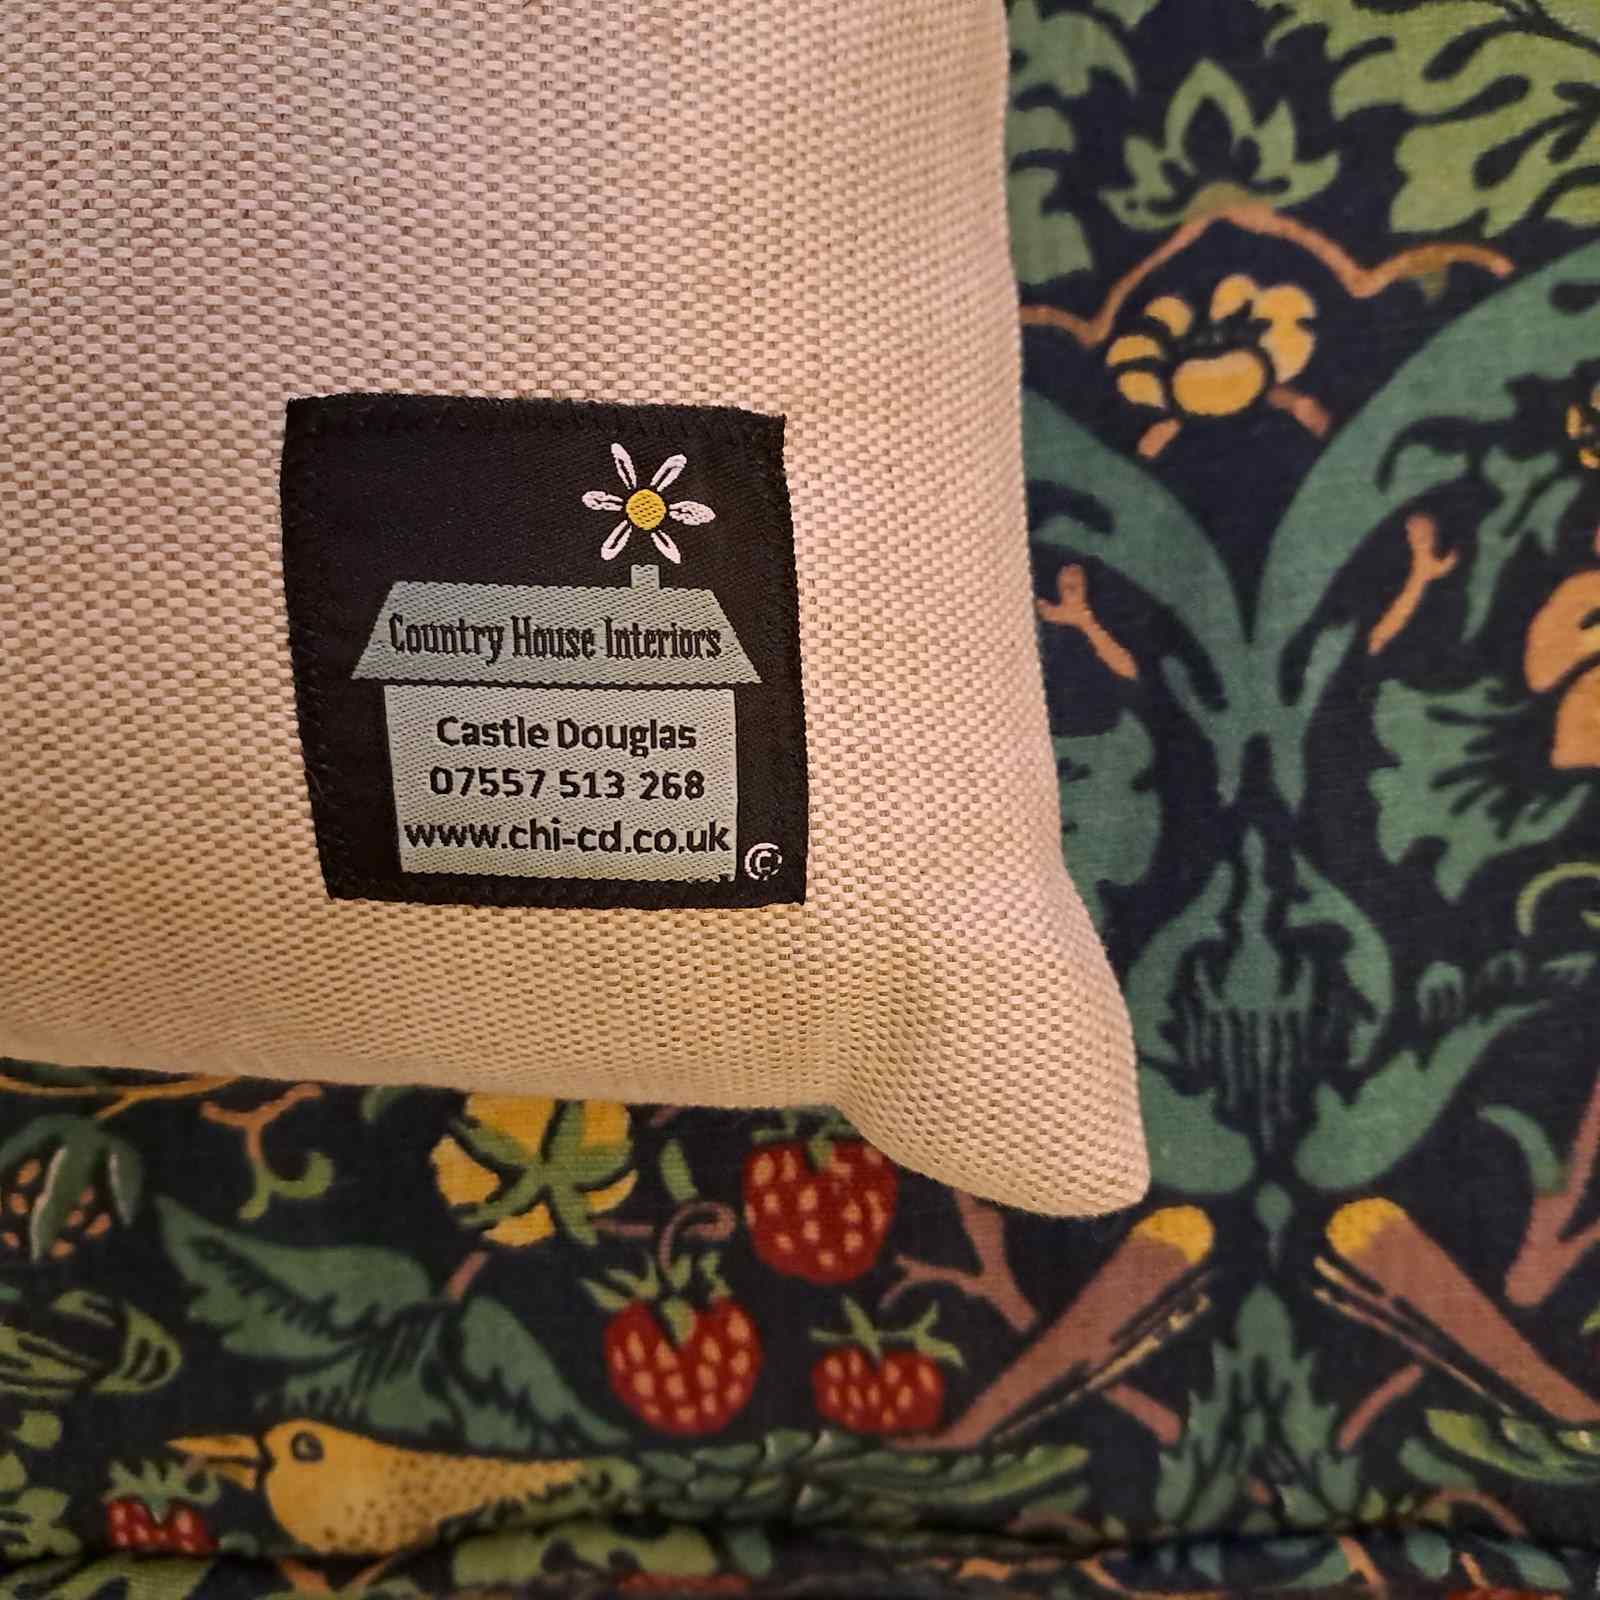 Country House Interiors
Castle Douglas
07557 513 268
www.chi-cd.co.uk
©